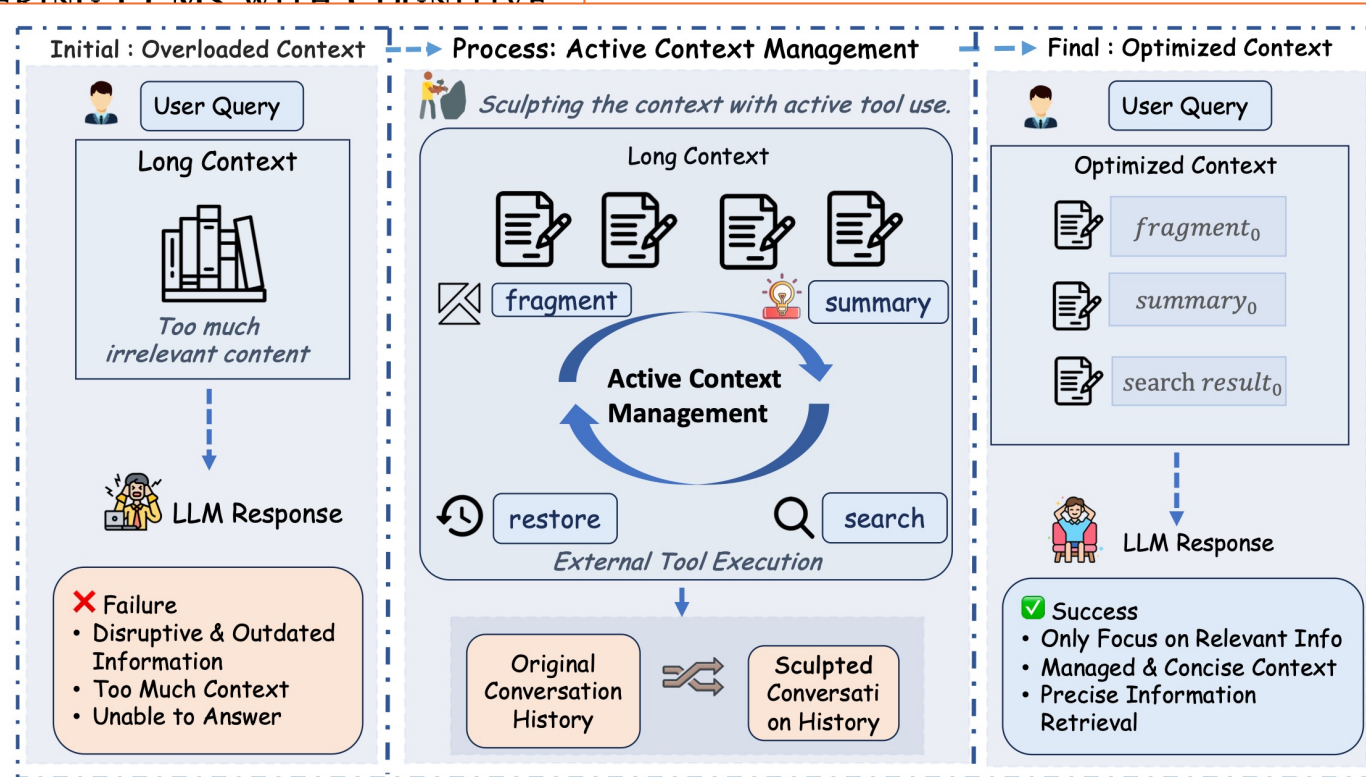 Initial : Overloaded Context
User Query
Long Context
Too much
irrelevant content
LLM Response
Failure
• Disruptive & Outdated
Information
• Too Much Context
• Unable to Answer
Process: Active Context Management
Sculpting the context with active tool use.
Long Context
fragment
summary
Active Context
Management
restore
search
External Tool Execution
Original
Conversation
History
Sculpted
Conversati
on History
Final : Optimized Context
User Query
Optimized Context
fragment₀
summary₀
search result₀
LLM Response
Success
• Only Focus on Relevant Info
• Managed & Concise Context
• Precise Information
Retrieval